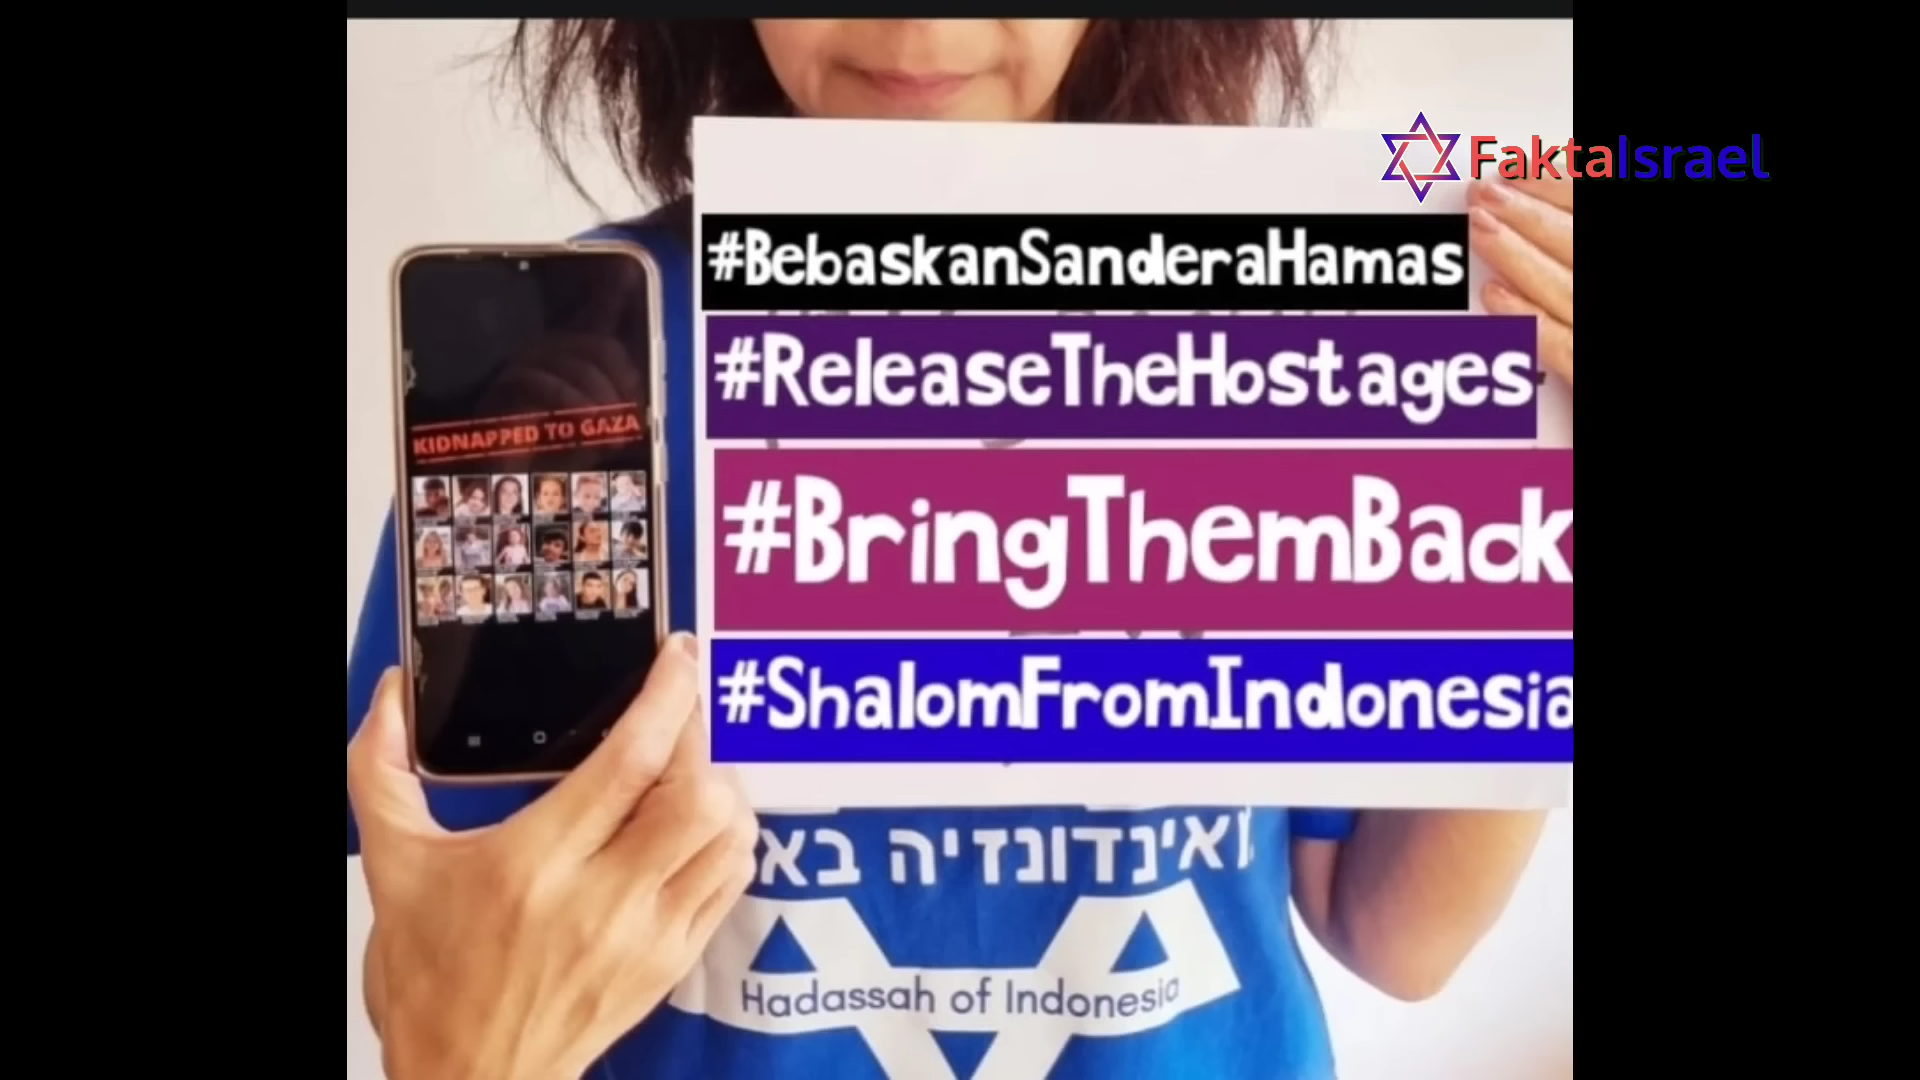 FaktaIsrael
#BebaskanSanderaHamas
#ReleaseTheHostages
#BringThemBack
#ShalomFromIndonesia
KIDNAPPED TO GAZA
ואינדונזיה בא
Hadassah of Indonesia